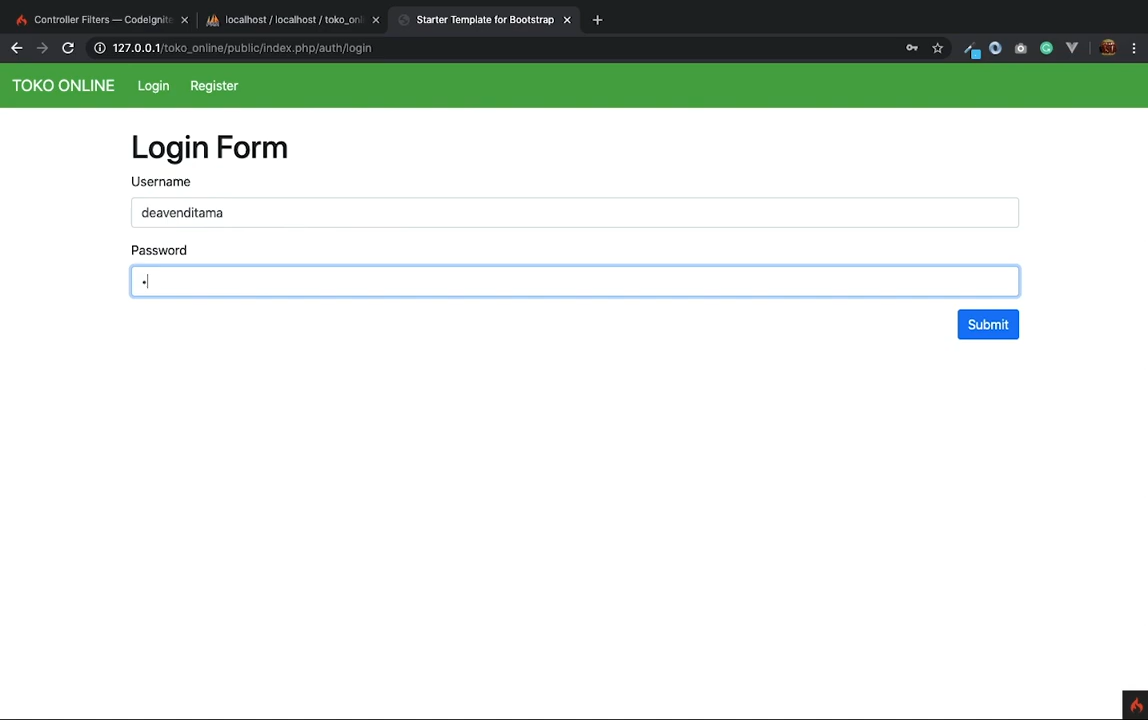 Controller Filters — CodeIgnite
localhost / localhost / toko_onli
Starter Template for Bootstrap
127.0.0.1/toko_online/public/index.php/auth/login
TOKO ONLINE Login Register
Login Form
Username
deavenditama
Password
•
Submit